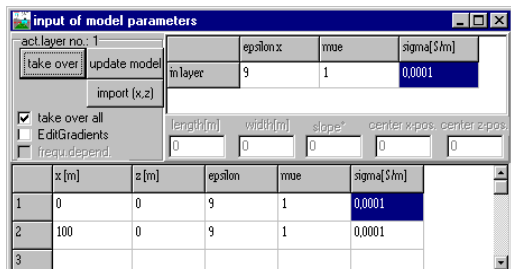 input of model parameters
act.layer no.: 1
take over
update model
import (x,z)
take over all
EditGradients
frequ.depend.
epsilon x mue sigma[S/m]
in layer 9 1 0,0001
length[m] width[m] slope° center x-pos. center z-pos.
0 0 0 0 0
x [m] z [m] epsilon mue sigma[S/m]
1 0 0 9 1 0,0001
2 100 0 9 1 0,0001
3